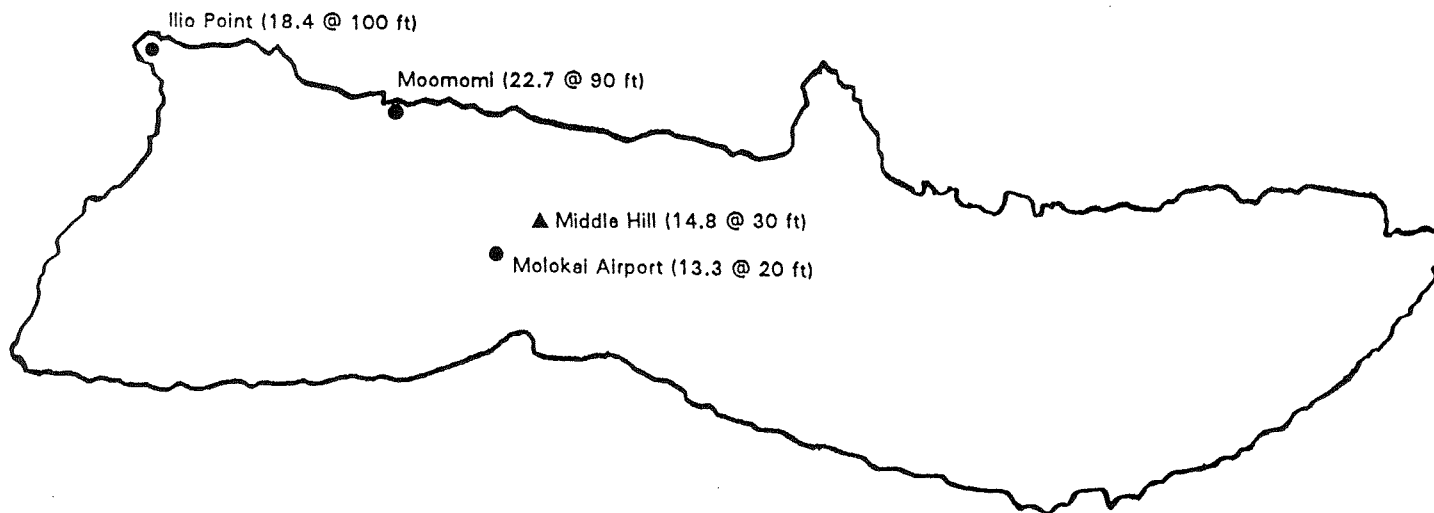 Ilio Point (18.4 @ 100 ft)
Moomomi (22.7 @ 90 ft)
Middle Hill (14.8 @ 30 ft)
Molokai Airport (13.3 @ 20 ft)